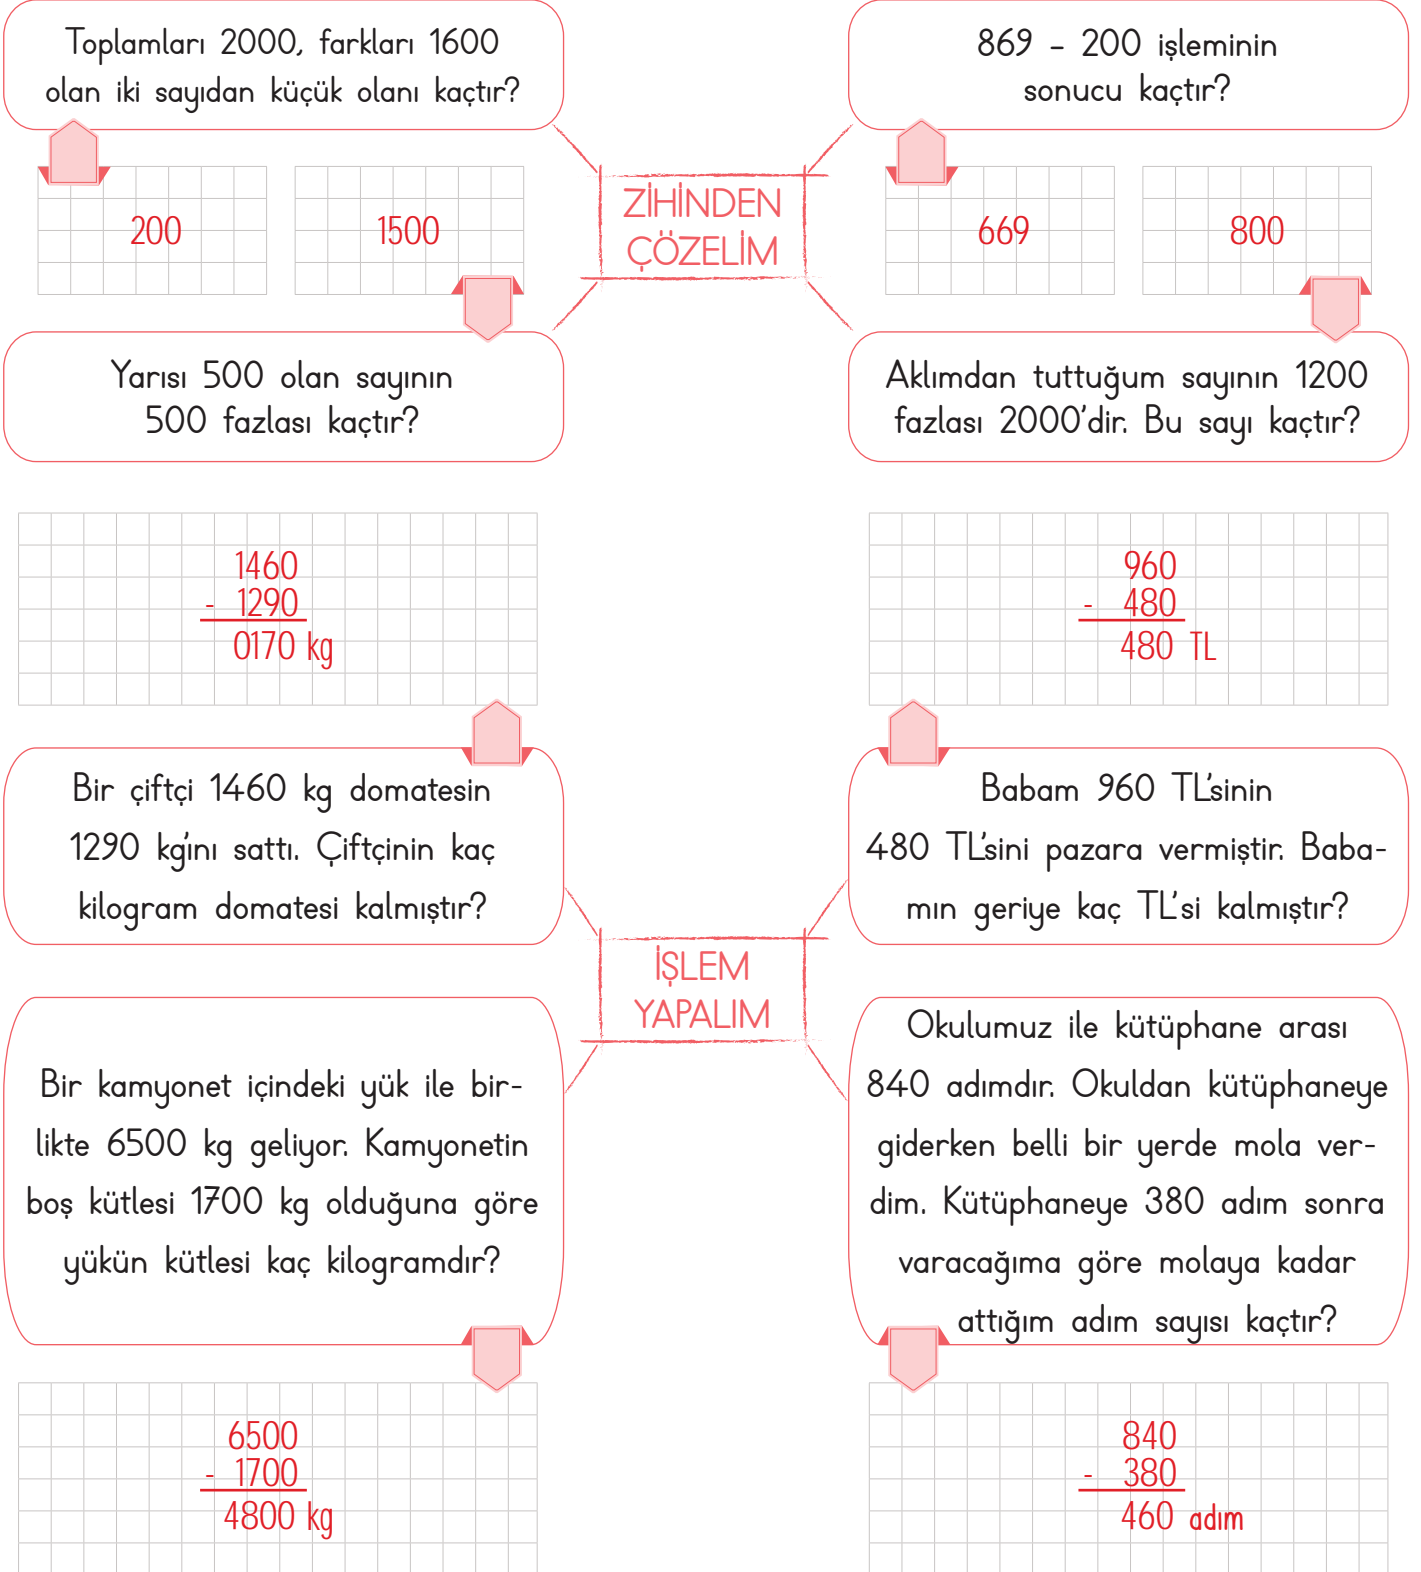 Toplamları 2000, farkları 1600
olan iki sayıdan küçük olanı kaçtır?
869 - 200 işleminin
sonucu kaçtır?
200
1500
ZİHİNDEN
ÇÖZELİM
669
800
Yarısı 500 olan sayının
500 fazlası kaçtır?
Aklımdan tuttuğum sayının 1200
fazlası 2000'dir. Bu sayı kaçtır?
1460
- 1290
0170 kg
960
- 480
480 TL
Bir çiftçi 1460 kg domatesin
1290 kg'ını sattı. Çiftçinin kaç
kilogram domatesi kalmıştır?
Babam 960 TL'sinin
480 TL'sini pazara vermiştir. Baba-
mın geriye kaç TL'si kalmıştır?
İŞLEM
YAPALIM
Bir kamyonet içindeki yük ile bir-
likte 6500 kg geliyor. Kamyonetin
boş kütlesi 1700 kg olduğuna göre
yükün kütlesi kaç kilogramdır?
Okulumuz ile kütüphane arası
840 adımdır. Okuldan kütüphaneye
giderken belli bir yerde mola ver-
dim. Kütüphaneye 380 adım sonra
varacağıma göre molaya kadar
attığım adım sayısı kaçtır?
6500
- 1700
4800 kg
840
- 380
460 adım